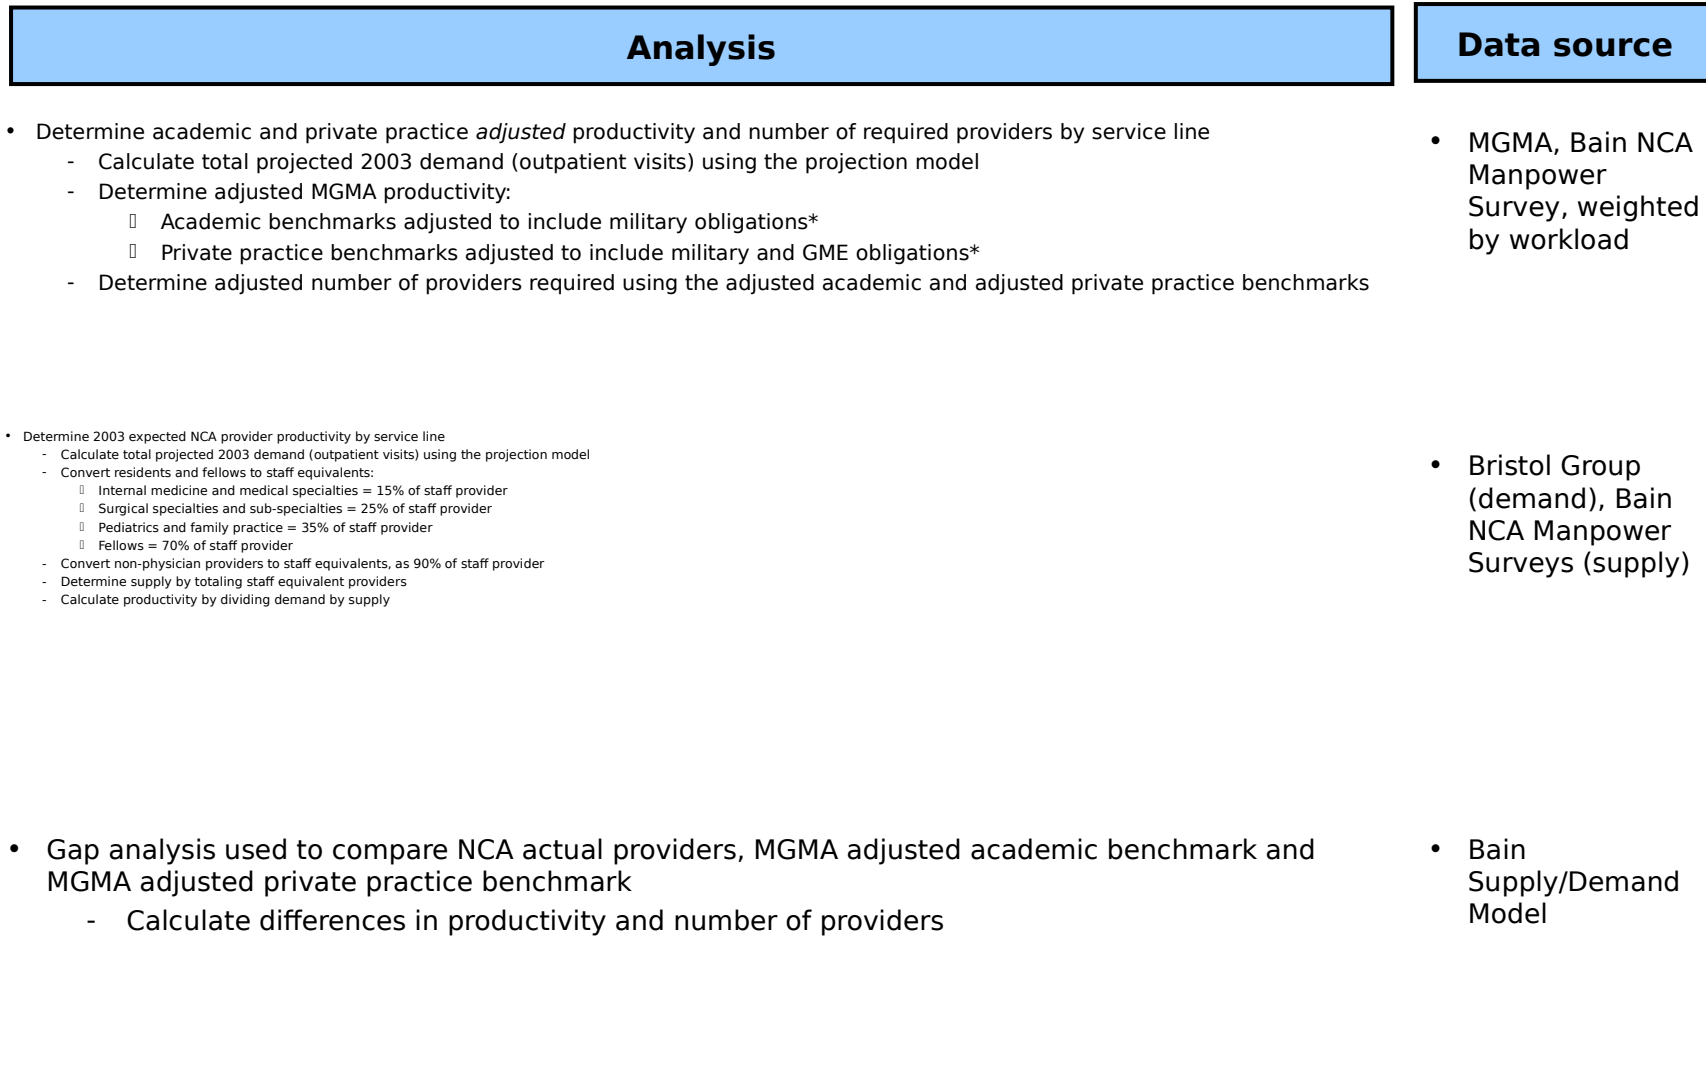 Analysis
Data source
• Determine academic and private practice adjusted productivity and number of required providers by service line
- Calculate total projected 2003 demand (outpatient visits) using the projection model
- Determine adjusted MGMA productivity:
Academic benchmarks adjusted to include military obligations*
Private practice benchmarks adjusted to include military and GME obligations*
- Determine adjusted number of providers required using the adjusted academic and adjusted private practice benchmarks
• MGMA, Bain NCA
Manpower
Survey, weighted
by workload
• Determine 2003 expected NCA provider productivity by service line
- Calculate total projected 2003 demand (outpatient visits) using the projection model
- Convert residents and fellows to staff equivalents:
Internal medicine and medical specialties = 15% of staff provider
Surgical specialties and sub-specialties = 25% of staff provider
Pediatrics and family practice = 35% of staff provider
Fellows = 70% of staff provider
- Convert non-physician providers to staff equivalents, as 90% of staff provider
- Determine supply by totaling staff equivalent providers
- Calculate productivity by dividing demand by supply
• Bristol Group
(demand), Bain
NCA Manpower
Surveys (supply)
• Gap analysis used to compare NCA actual providers, MGMA adjusted academic benchmark and
MGMA adjusted private practice benchmark
- Calculate differences in productivity and number of providers
• Bain
Supply/Demand
Model